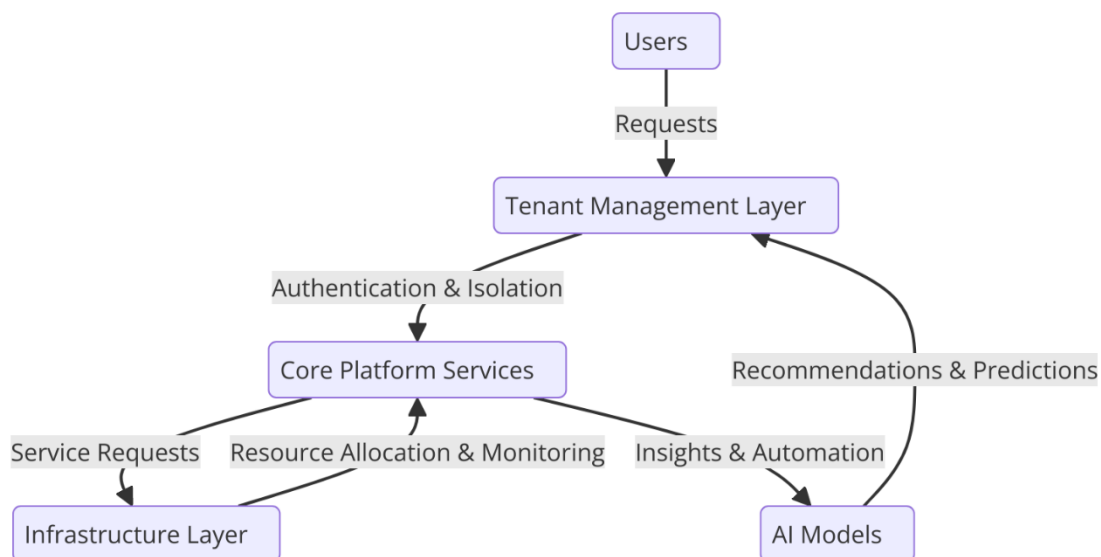 Users
Requests
Tenant Management Layer
Authentication & Isolation
Core Platform Services
Recommendations & Predictions
Service Requests
Resource Allocation & Monitoring
Insights & Automation
Infrastructure Layer
AI Models